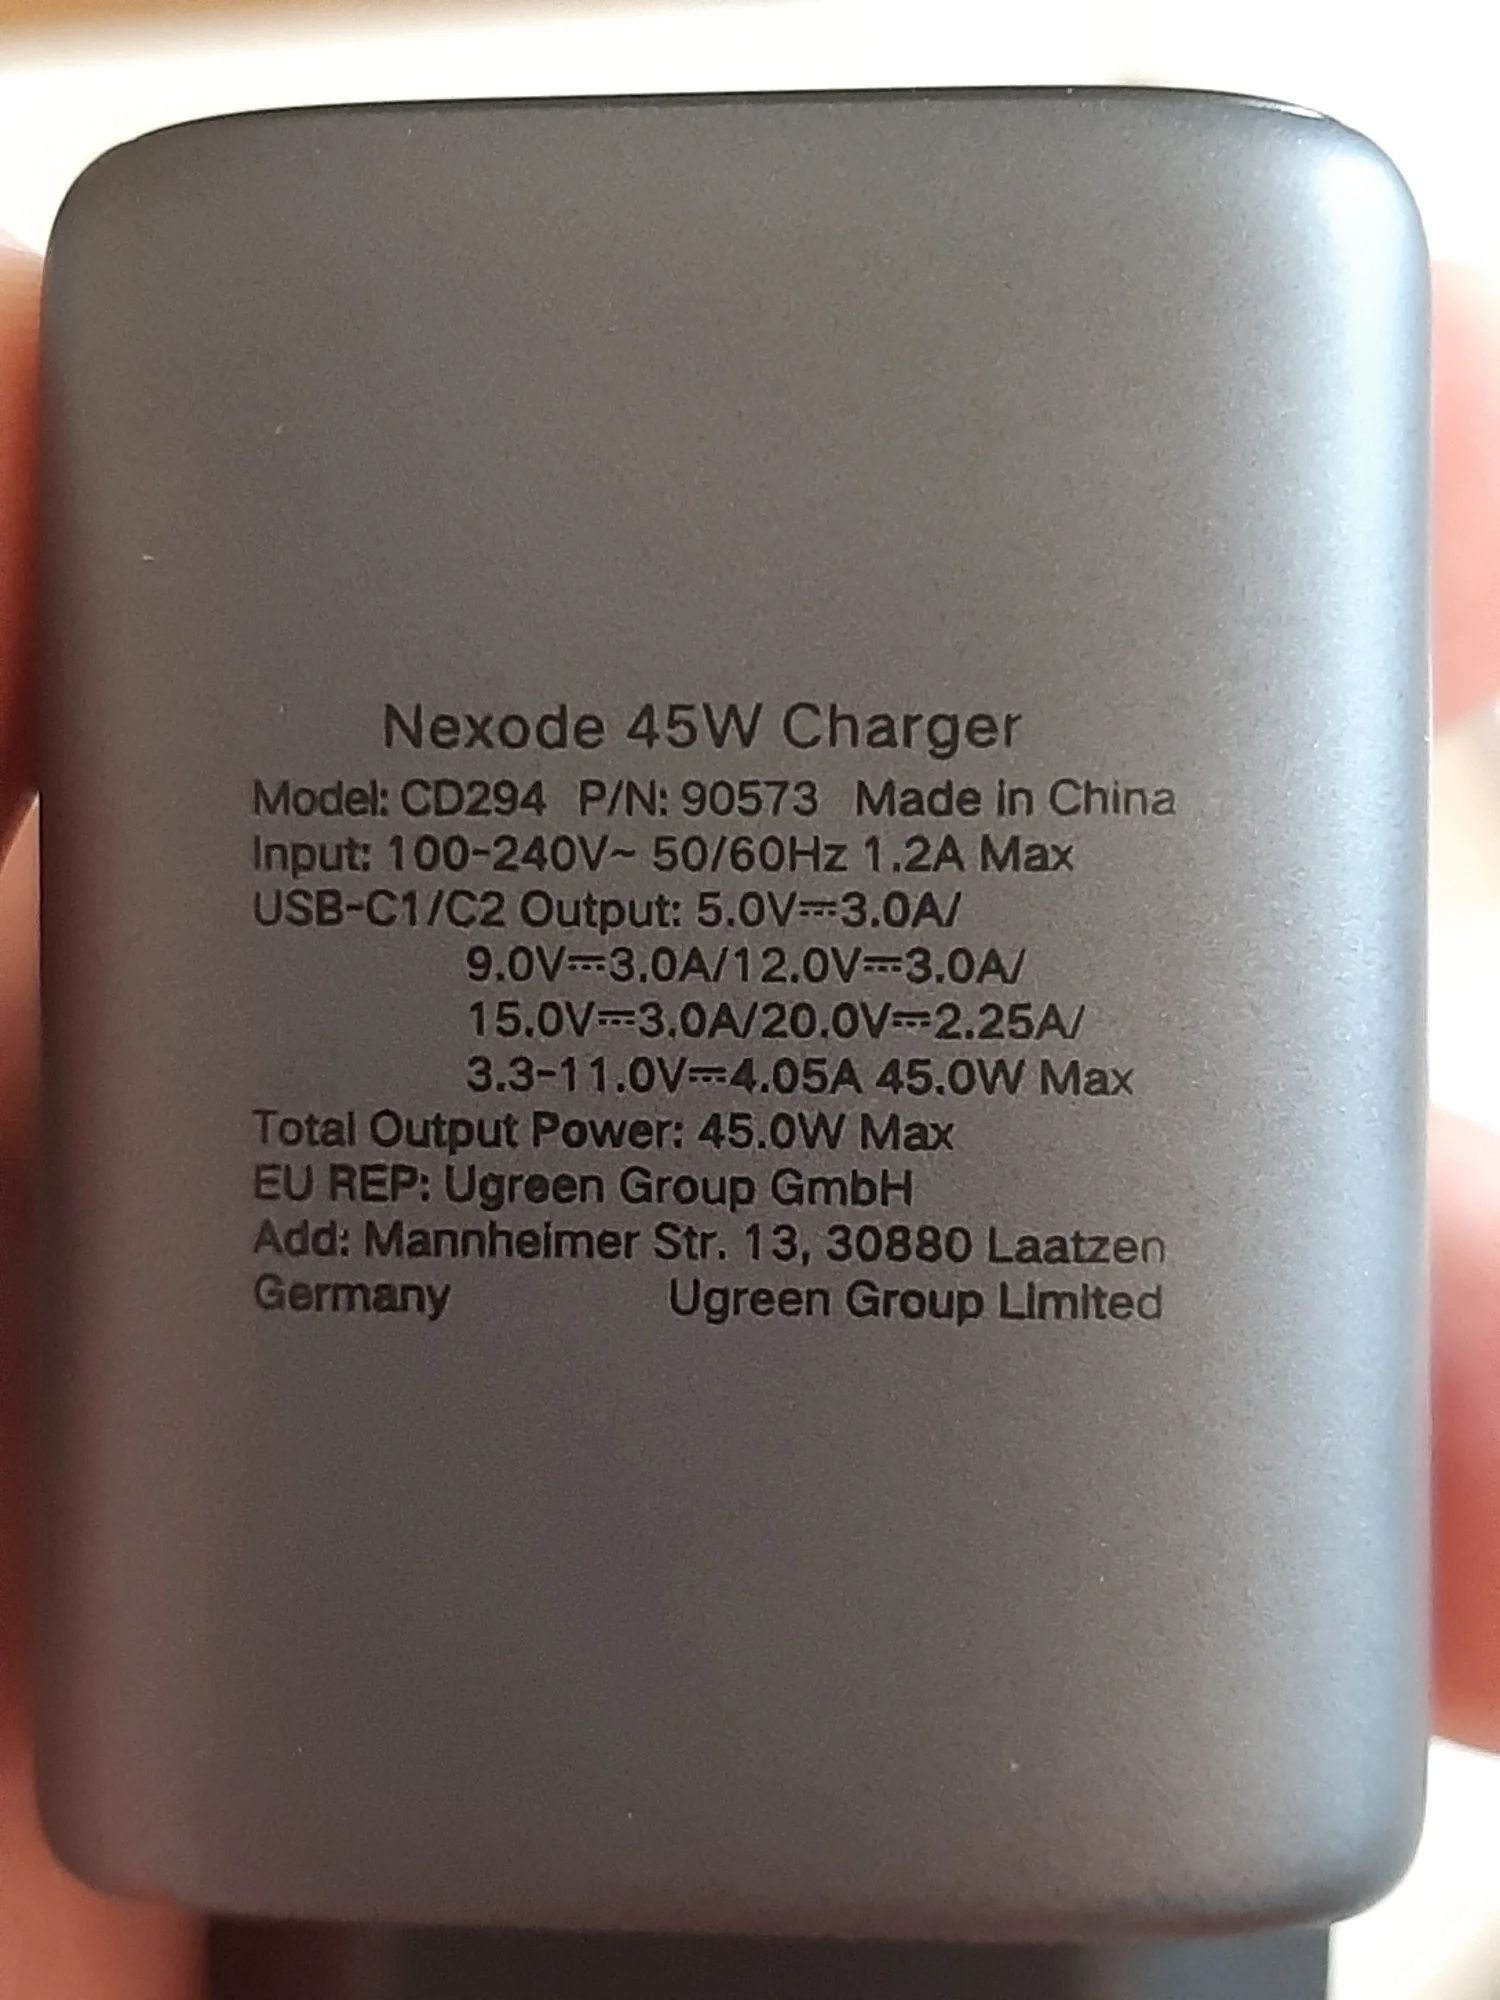 Nexode 45W Charger
Model: CD294 P/N: 90573 Made in China
Input: 100-240V~ 50/60Hz 1.2A Max
USB-C1/C2 Output: 5.0V⎓3.0A/
9.0V⎓3.0A/12.0V⎓3.0A/
15.0V⎓3.0A/20.0V⎓2.25A/
3.3-11.0V⎓4.05A 45.0W Max
Total Output Power: 45.0W Max
EU REP: Ugreen Group GmbH
Add: Mannheimer Str. 13, 30880 Laatzen
Germany Ugreen Group Limited